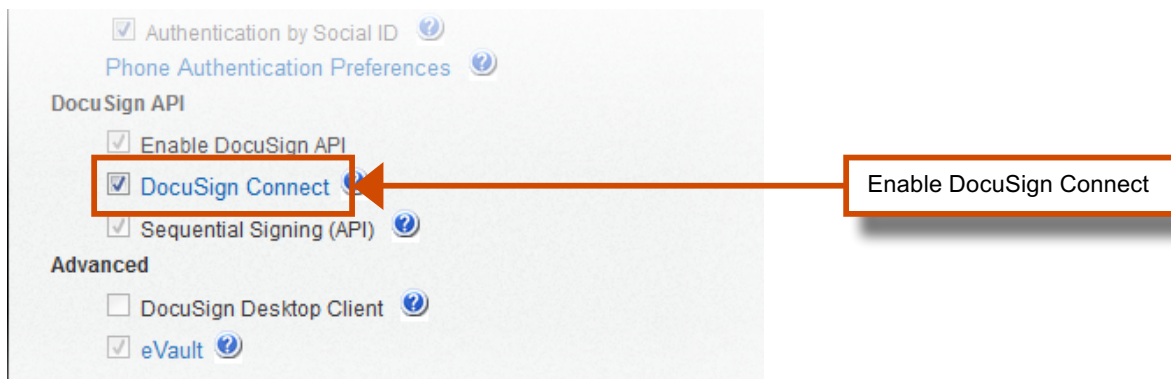 Authentication by Social ID
Phone Authentication Preferences
DocuSign API
Enable DocuSign API
DocuSign Connect
Enable DocuSign Connect
Sequential Signing (API)
Advanced
DocuSign Desktop Client
eVault